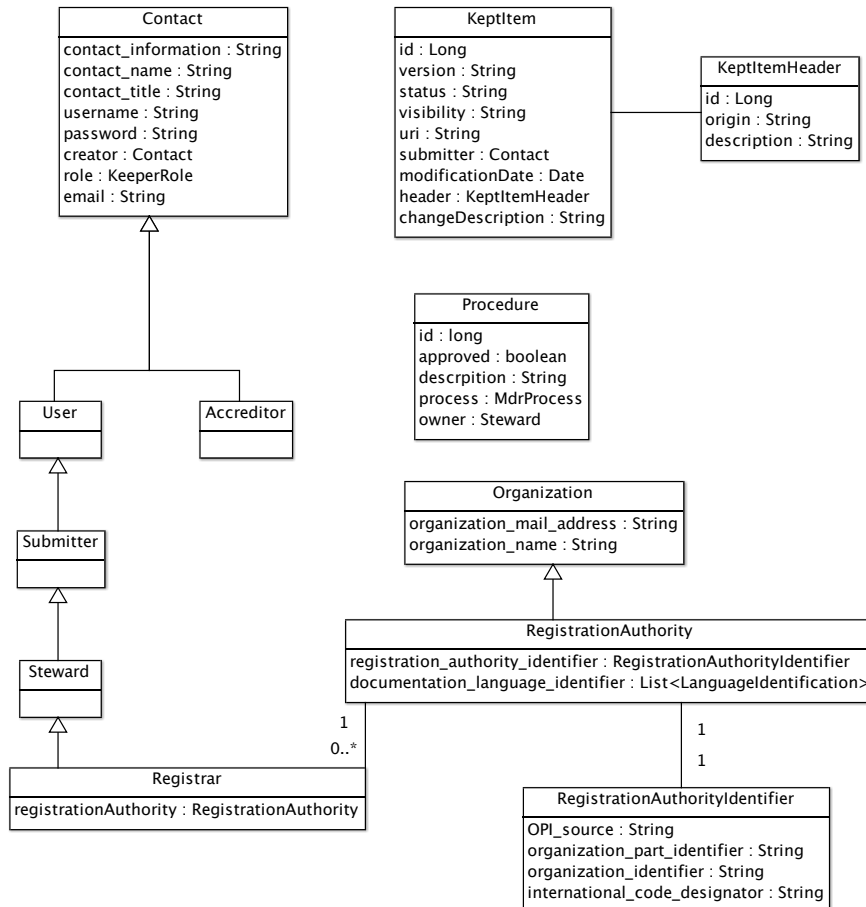 Contact
contact_information : String
contact_name : String
contact_title : String
username : String
password : String
creator : Contact
role : KeeperRole
email : String
KeptItem
id : Long
version : String
status : String
visibility : String
uri : String
submitter : Contact
modificationDate : Date
header : KeptItemHeader
changeDescription : String
KeptItemHeader
id : Long
origin : String
description : String
Procedure
id : long
approved : boolean
descrpition : String
process : MdrProcess
owner : Steward
User
Accreditor
Submitter
Steward
Organization
organization_mail_address : String
organization_name : String
RegistrationAuthority
registration_authority_identifier : RegistrationAuthorityIdentifier
documentation_language_identifier : List<LanguageIdentification>
1
0..*
1
1
Registrar
registrationAuthority : RegistrationAuthority
RegistrationAuthorityIdentifier
OPI_source : String
organization_part_identifier : String
organization_identifier : String
international_code_designator : String